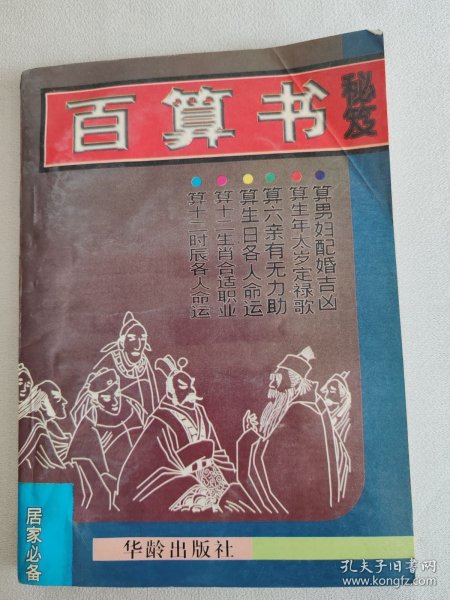 百算书
秘笈
算男妇配婚吉凶
算生年太岁定禄歌
算六亲有无力助
算生日各人命运
算十二生肖合适职业
算十二时辰各人命运
居家必备
华龄出版社
孔夫子旧书网
www.kongfz.com